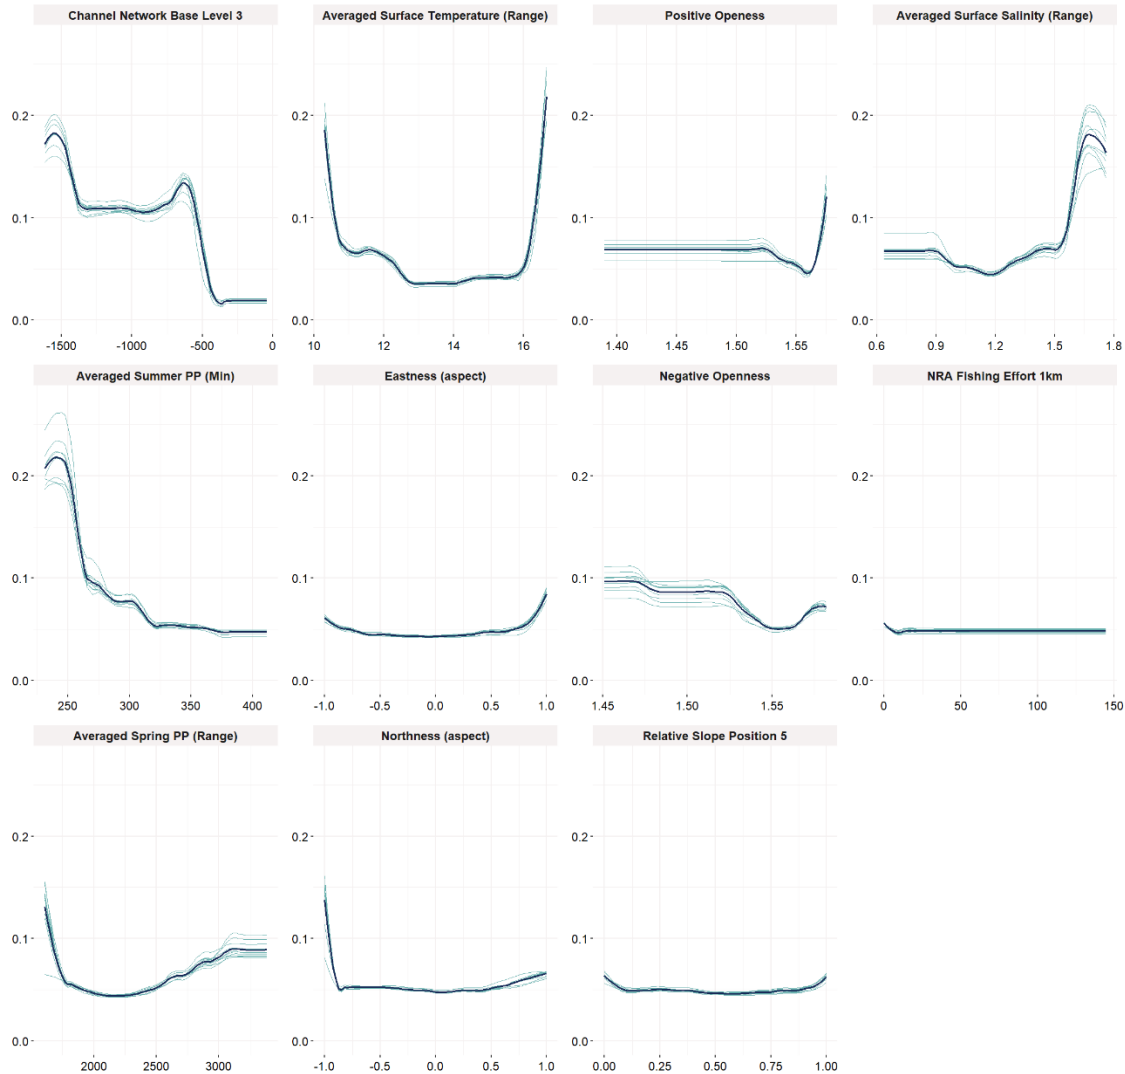 Channel Network Base Level 3
Averaged Surface Temperature (Range)
Positive Openess
Averaged Surface Salinity (Range)
0.2
0.1
0.0
-1500 -1000 -500 0
0.2
0.1
0.0
10 12 14 16
0.2
0.1
0.0
1.40 1.45 1.50 1.55
0.2
0.1
0.0
0.6 0.9 1.2 1.5 1.8
Averaged Summer PP (Min)
Eastness (aspect)
Negative Openness
NRA Fishing Effort 1km
0.2
0.1
0.0
250 300 350 400
0.2
0.1
0.0
-1.0 -0.5 0.0 0.5 1.0
0.2
0.1
0.0
1.45 1.50 1.55
0.2
0.1
0.0
0 50 100 150
Averaged Spring PP (Range)
Northness (aspect)
Relative Slope Position 5
0.2
0.1
0.0
2000 2500 3000
0.2
0.1
0.0
-1.0 -0.5 0.0 0.5 1.0
0.2
0.1
0.0
0.00 0.25 0.50 0.75 1.00